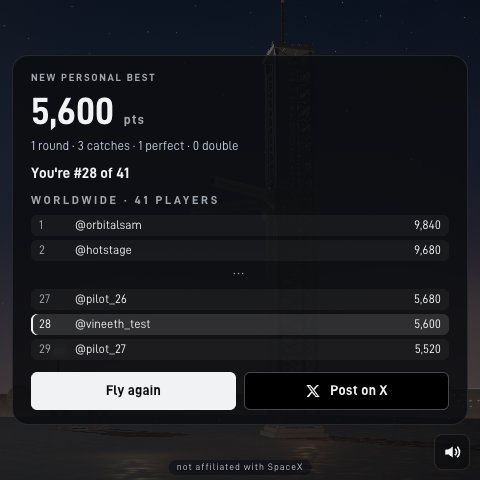 NEW PERSONAL BEST
5,600 pts
1 round · 3 catches · 1 perfect · 0 double
You're #28 of 41
WORLDWIDE · 41 PLAYERS
1 @orbitalsam 9,840
2 @hotstage 9,680
...
27 @pilot_26 5,680
28 @vineeth_test 5,600
29 @pilot_27 5,520
Fly again
Post on X
not affiliated with SpaceX